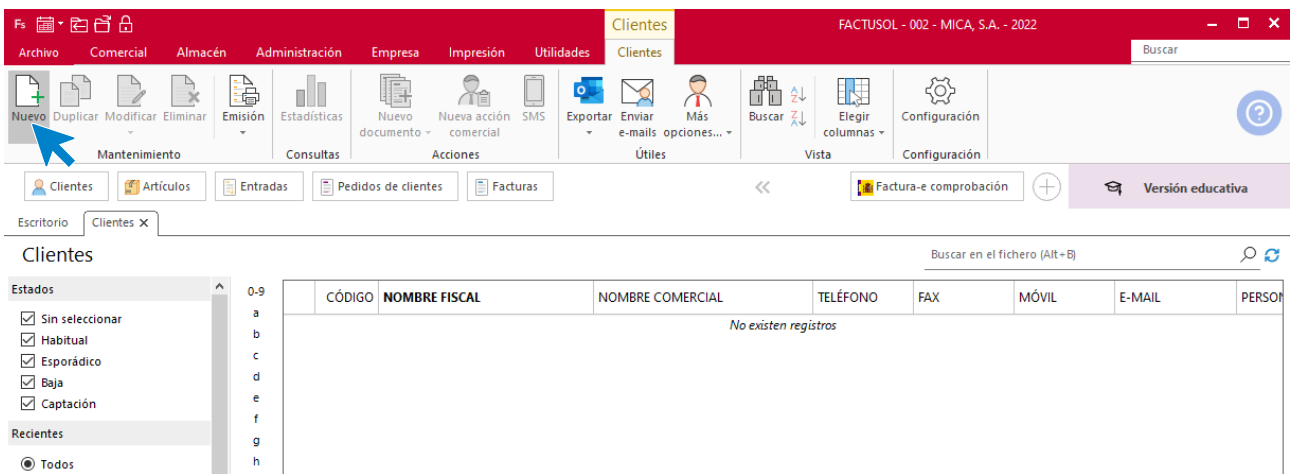 Fs
Clientes
FACTUSOL - 002 - MICA, S.A. - 2022
Archivo Comercial Almacén Administración Empresa Impresión Utilidades Clientes
Buscar
Nuevo Duplicar Modificar Eliminar Emisión Estadísticas Nuevo documento Nueva acción comercial SMS Exportar Enviar e-mails Más opciones... Buscar Elegir columnas Configuración
Mantenimiento Consultas Acciones Útiles Vista Configuración
Clientes Artículos Entradas Pedidos de clientes Facturas << Factura-e comprobación Versión educativa
Escritorio Clientes X
Clientes
Buscar en el fichero (Alt+B)
Estados
Sin seleccionar
Habitual
Esporádico
Baja
Captación
Recientes
Todos
0-9
a
b
c
d
e
f
g
h
CÓDIGO NOMBRE FISCAL NOMBRE COMERCIAL TELÉFONO FAX MÓVIL E-MAIL PERSON
No existen registros